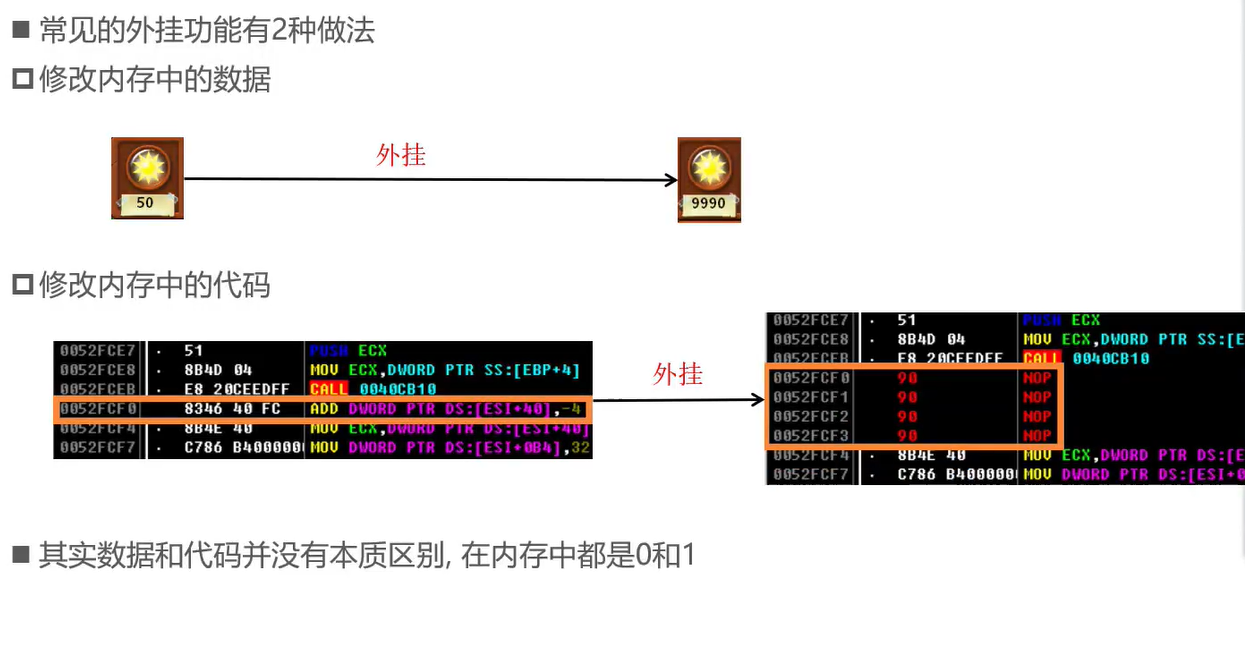 常见的外挂功能有2种做法
修改内存中的数据
外挂
50
9990
修改内存中的代码
外挂
0052FCE7 · 51 PUSH ECX
0052FCE8 · 8B4D 04 MOV ECX,DWORD PTR SS:[EBP+4]
0052FCEB · E8 20CEEDFF CALL 0040CB10
0052FCF0 · 8346 40 FC ADD DWORD PTR DS:[ESI+40],-4
0052FCF4 · 8B4E 40 MOV ECX,DWORD PTR DS:[ESI+40]
0052FCF7 · C786 B4000000 MOV DWORD PTR DS:[ESI+0B4],32
0052FCE7 · 51 PUSH ECX
0052FCE8 · 8B4D 04 MOV ECX,DWORD PTR SS:[E
0052FCEB · E8 20CEEDFF CALL 0040CB10
0052FCF0 90 NOP
0052FCF1 90 NOP
0052FCF2 90 NOP
0052FCF3 90 NOP
0052FCF4 · 8B4E 40 MOV ECX,DWORD PTR DS:[E
0052FCF7 · C786 B4000000 MOV DWORD PTR DS:[ESI+0
其实数据和代码并没有本质区别, 在内存中都是0和1